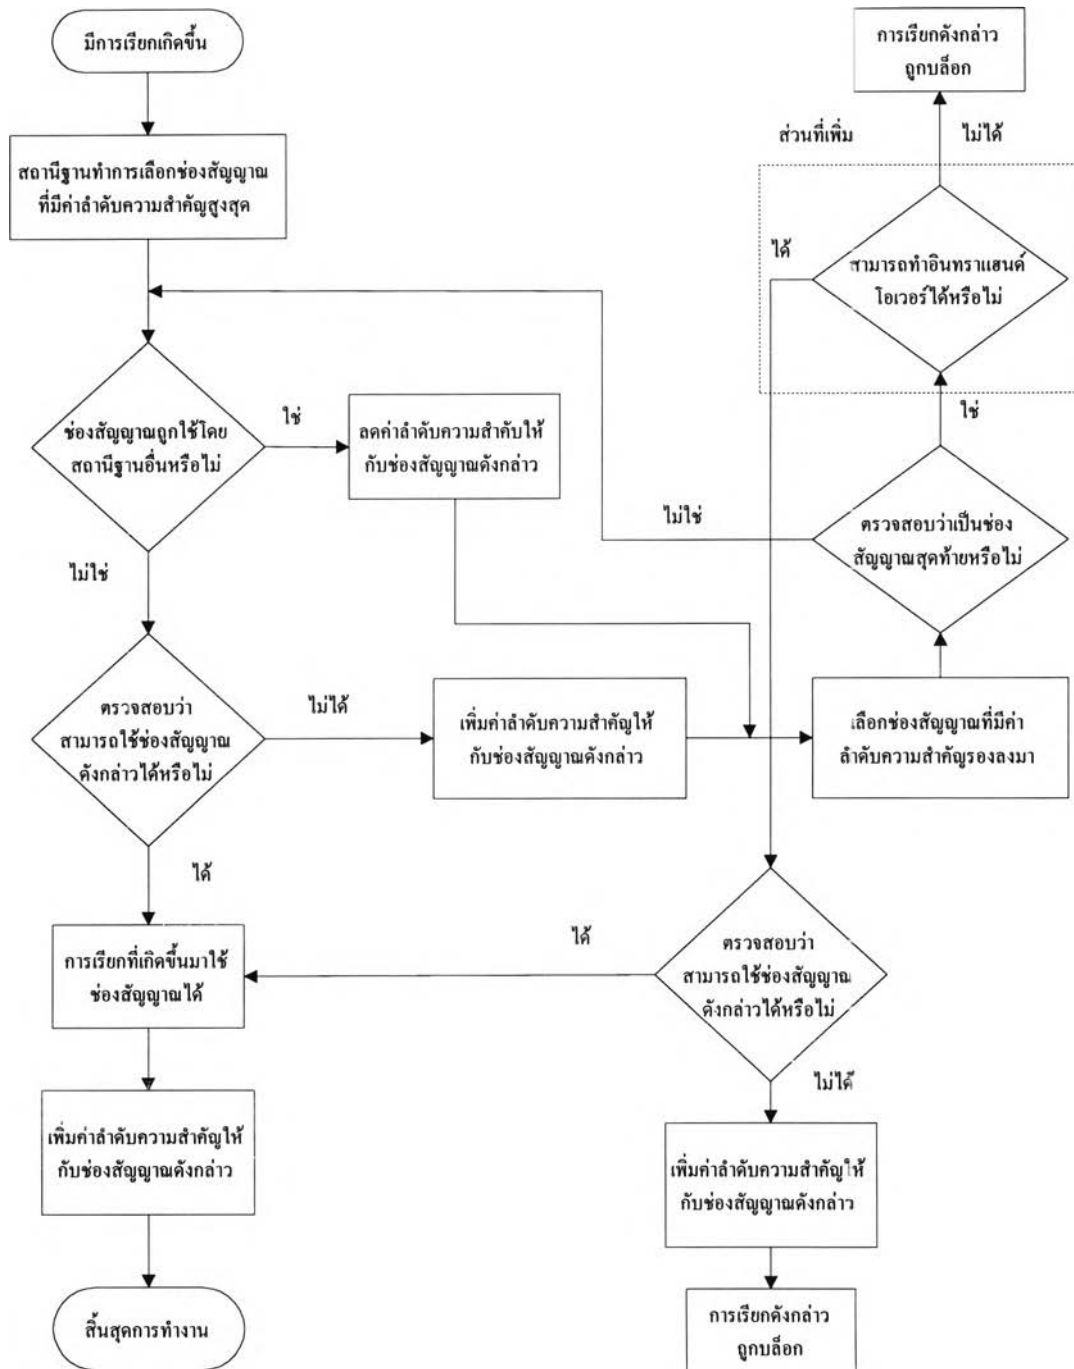 มีการเรียกเกิดขึ้น
การเรียกดังกล่าว
ถูกบล็อก
ส่วนที่เพิ่ม
ไม่ได้
สถานีฐานทำการเลือกช่องสัญญาณ
ที่มีค่าลำดับความสำคัญสูงสุด
ได้
สามารถทำอินทราแฮนด์
โอเวอร์ได้หรือไม่
ช่องสัญญาณถูกใช้โดย
สถานีฐานอื่นหรือไม่
ใช่
ลดค่าลำดับความสำคับให้
กับช่องสัญญาณดังกล่าว
ใช่
ไม่ใช่
ตรวจสอบว่าเป็นช่อง
สัญญาณสุดท้ายหรือไม่
ไม่ใช่
ตรวจสอบว่า
สามารถใช้ช่องสัญญาณ
ดังกล่าวได้หรือไม่
ไม่ได้
เพิ่มค่าลำดับความสำคัญให้
กับช่องสัญญาณดังกล่าว
เลือกช่องสัญญาณที่มีค่า
ลำดับความสำคัญรองลงมา
ได้
การเรียกที่เกิดขึ้นมาใช้
ช่องสัญญาณได้
ได้
ตรวจสอบว่า
สามารถใช้ช่องสัญญาณ
ดังกล่าวได้หรือไม่
ไม่ได้
เพิ่มค่าลำดับความสำคัญให้
กับช่องสัญญาณดังกล่าว
เพิ่มค่าลำดับความสำคัญให้
กับช่องสัญญาณดังกล่าว
สิ้นสุดการทำงาน
การเรียกดังกล่าว
ถูกบล็อก